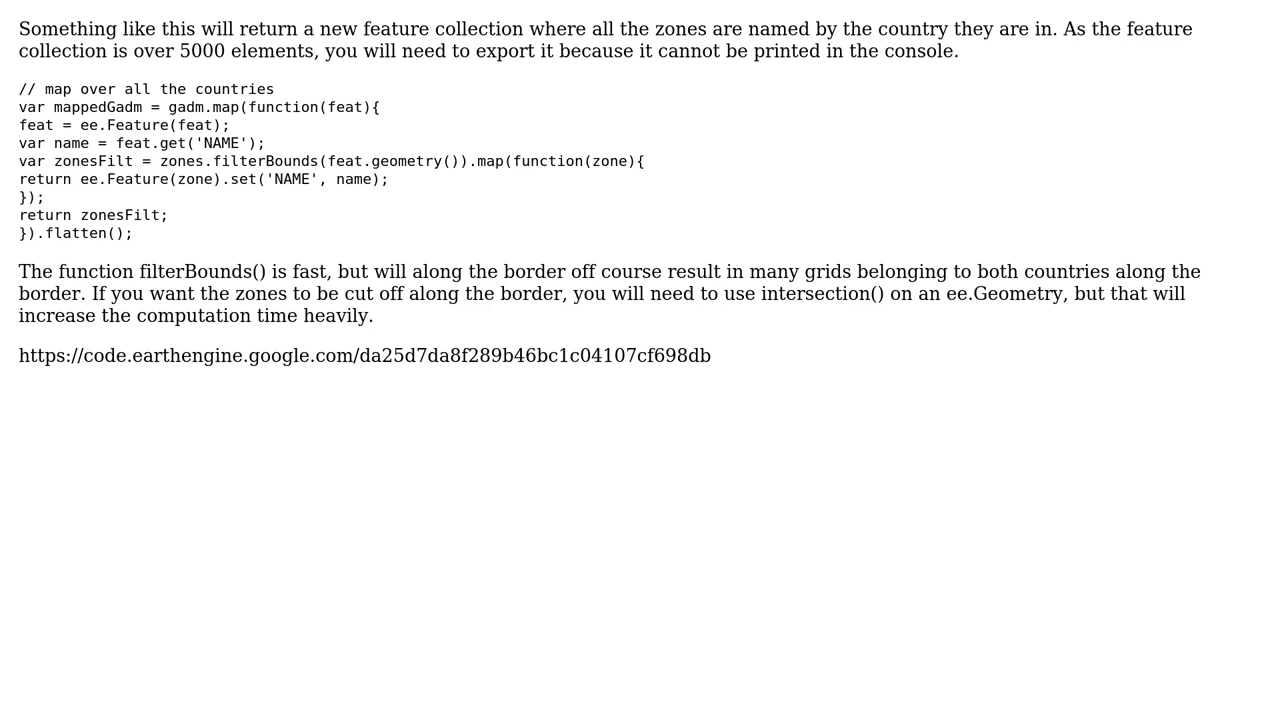 Something like this will return a new feature collection where all the zones are named by the country they are in. As the feature
collection is over 5000 elements, you will need to export it because it cannot be printed in the console.
// map over all the countries
var mappedGadm = gadm.map(function(feat){
feat = ee.Feature(feat);
var name = feat.get('NAME');
var zonesFilt = zones.filterBounds(feat.geometry()).map(function(zone){
return ee.Feature(zone).set('NAME', name);
});
return zonesFilt;
}).flatten();
The function filterBounds() is fast, but will along the border off course result in many grids belonging to both countries along the
border. If you want the zones to be cut off along the border, you will need to use intersection() on an ee.Geometry, but that will
increase the computation time heavily.
https://code.earthengine.google.com/da25d7da8f289b46bc1c04107cf698db